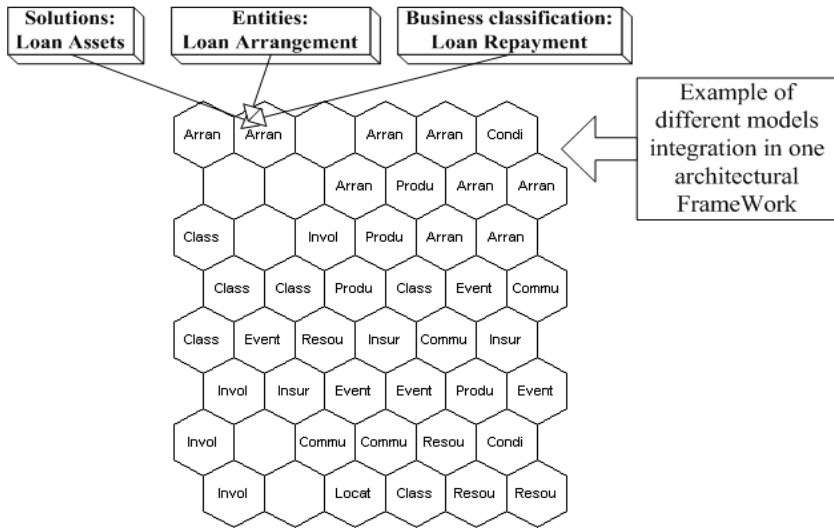 Solutions:
Loan Assets
Entities:
Loan Arrangement
Business classification:
Loan Repayment
Example of
different models
integration in one
architectural
FrameWork
Arran Arran Arran Arran Condi
Arran Produ Arran Arran
Class Invol Produ Arran Arran
Class Class Produ Class Event Commu
Class Event Resou Insur Commu Insur
Invol Insur Event Event Produ Event
Invol Commu Commu Resou Condi
Invol Locat Class Resou Resou